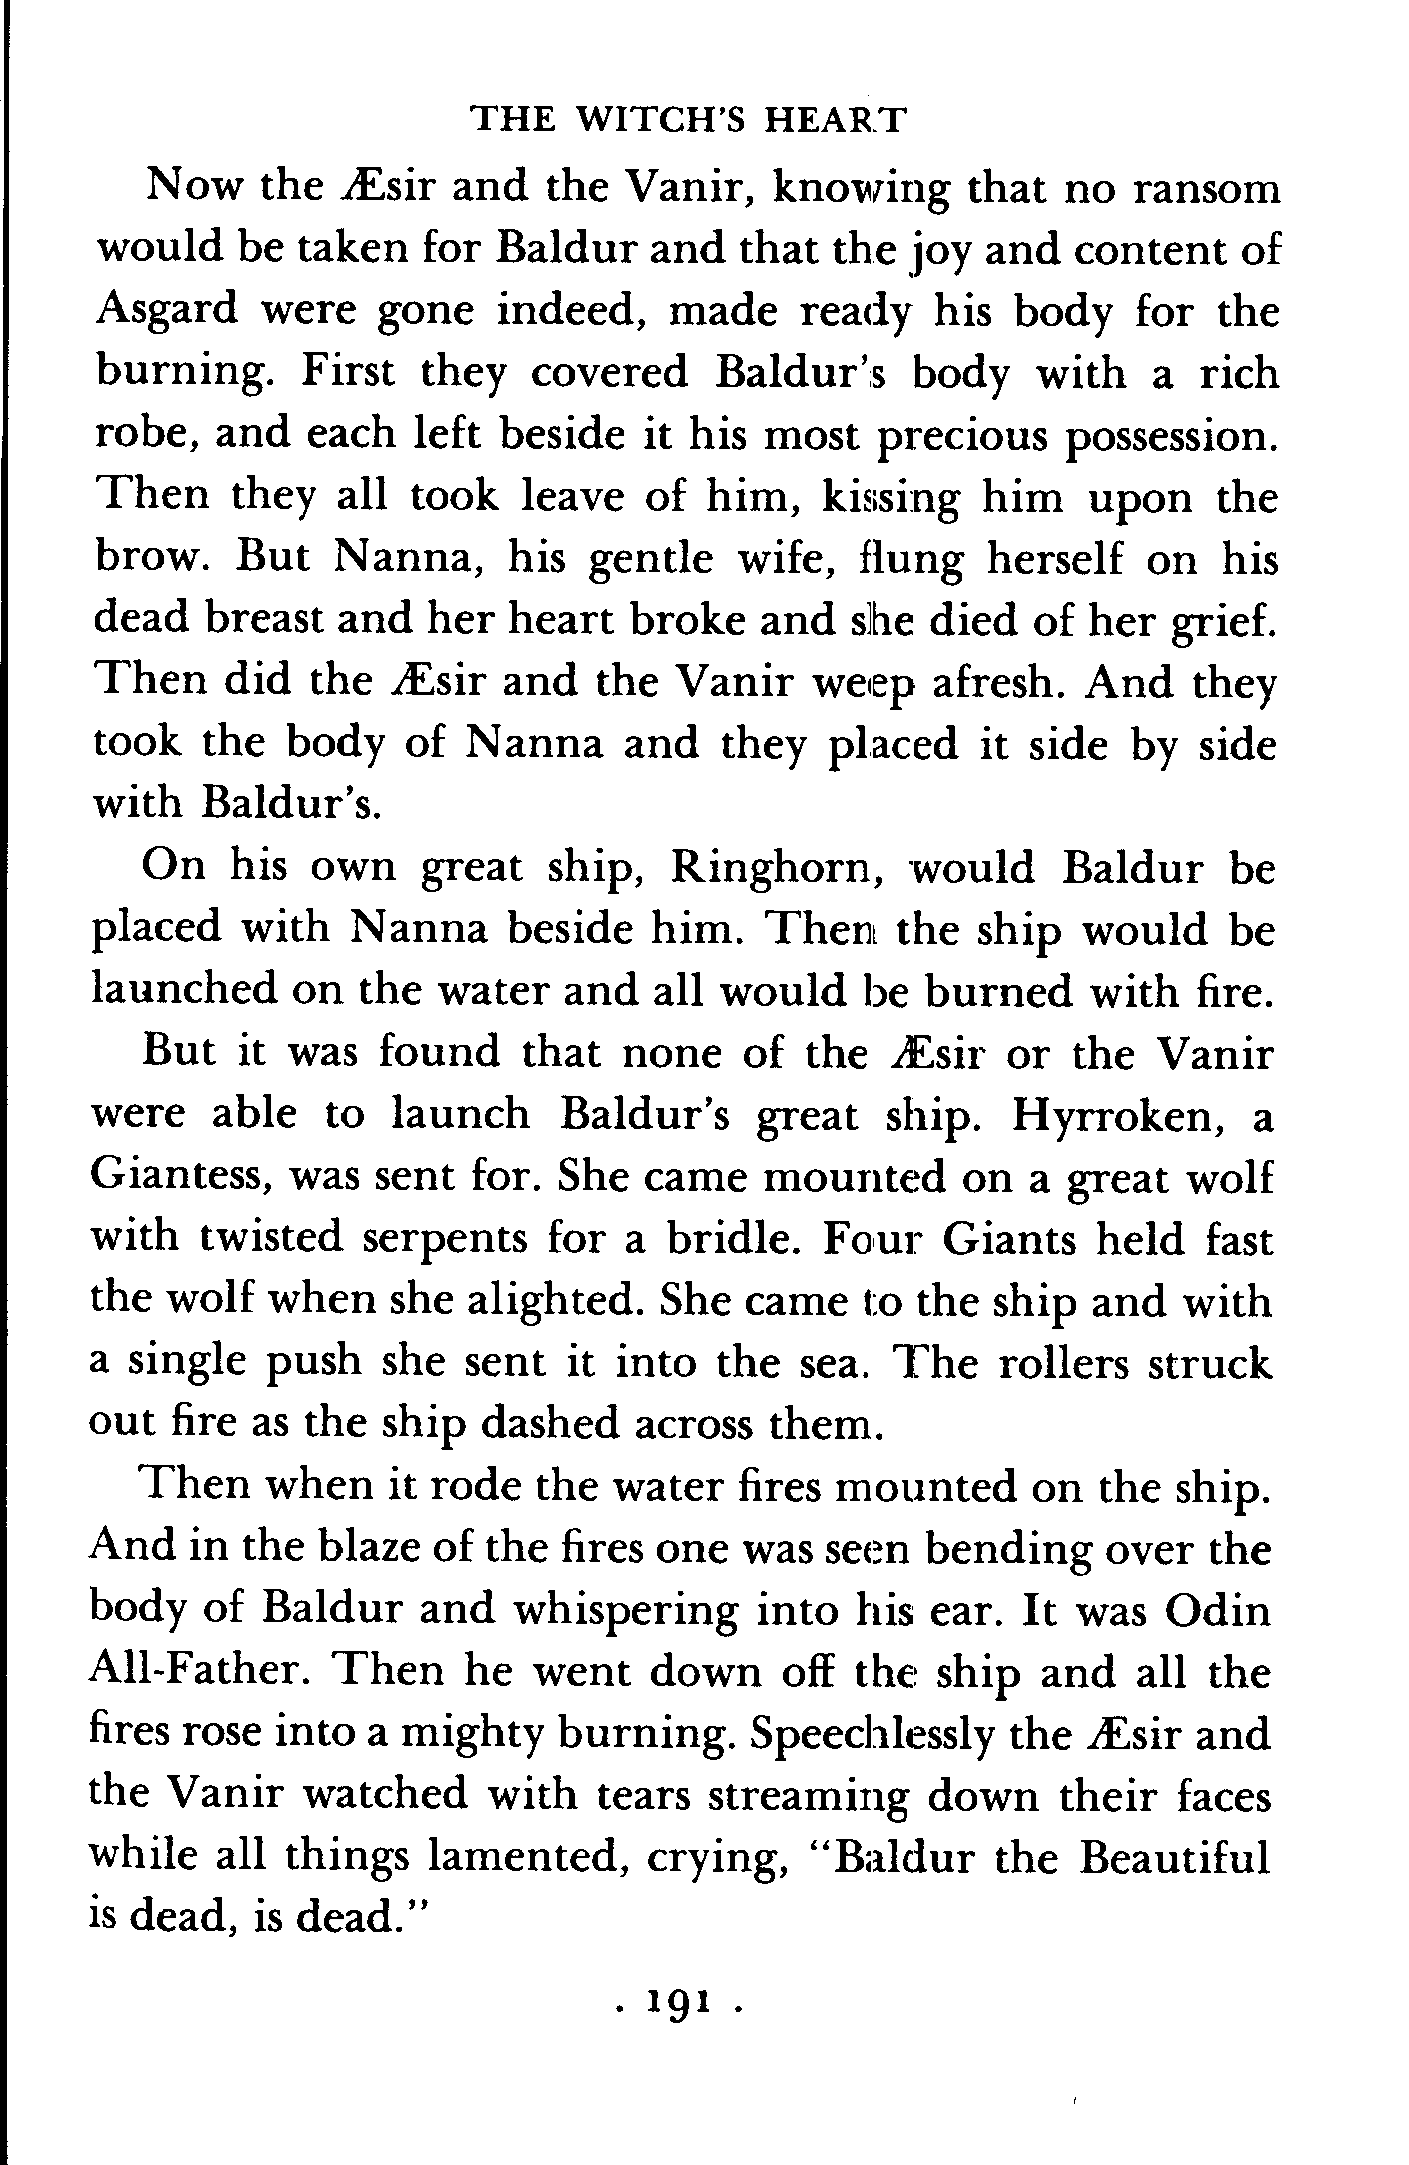 THE WITCH'S HEART
Now the Æsir and the Vanir, knowing that no ransom
would be taken for Baldur and that the joy and content of
Asgard were gone indeed, made ready his body for the
burning. First they covered Baldur's body with a rich
robe, and each left beside it his most precious possession.
Then they all took leave of him, kissing him upon the
brow. But Nanna, his gentle wife, flung herself on his
dead breast and her heart broke and she died of her grief.
Then did the Æsir and the Vanir weep afresh. And they
took the body of Nanna and they placed it side by side
with Baldur's.
On his own great ship, Ringhorn, would Baldur be
placed with Nanna beside him. Then the ship would be
launched on the water and all would be burned with fire.
But it was found that none of the Æsir or the Vanir
were able to launch Baldur's great ship. Hyrroken, a
Giantess, was sent for. She came mounted on a great wolf
with twisted serpents for a bridle. Four Giants held fast
the wolf when she alighted. She came to the ship and with
a single push she sent it into the sea. The rollers struck
out fire as the ship dashed across them.
Then when it rode the water fires mounted on the ship.
And in the blaze of the fires one was seen bending over the
body of Baldur and whispering into his ear. It was Odin
All-Father. Then he went down off the ship and all the
fires rose into a mighty burning. Speechlessly the Æsir and
the Vanir watched with tears streaming down their faces
while all things lamented, crying, "Baldur the Beautiful
is dead, is dead."
. 191 .